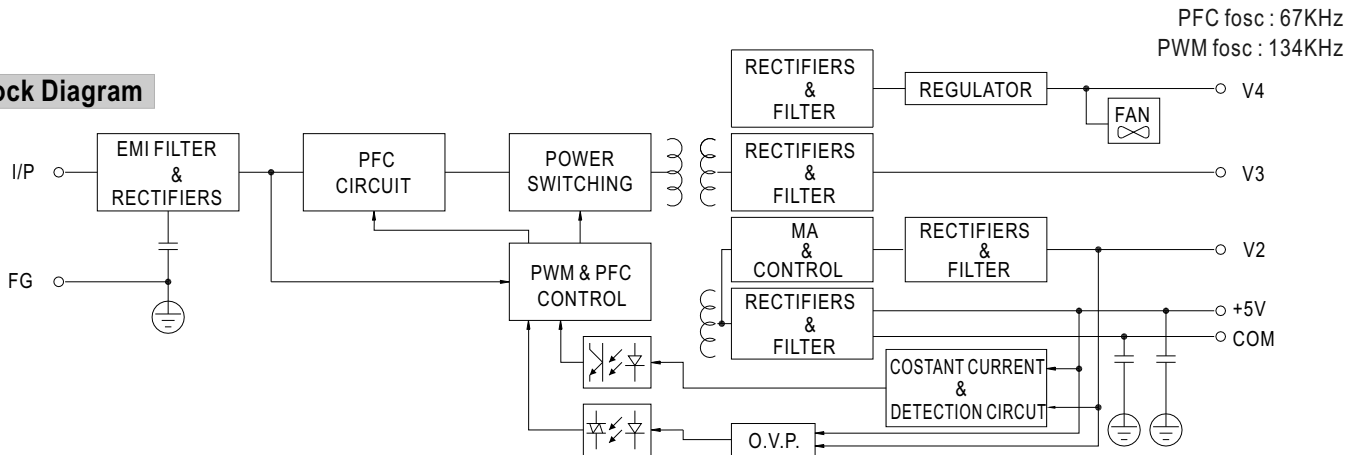 PFC fosc : 67KHz
PWM fosc : 134KHz
ock Diagram
RECTIFIERS
&
FILTER
REGULATOR
V4
FAN
I/P
EMI FILTER
&
RECTIFIERS
PFC
CIRCUIT
POWER
SWITCHING
RECTIFIERS
&
FILTER
V3
MA
&
CONTROL
RECTIFIERS
&
FILTER
V2
FG
PWM & PFC
CONTROL
RECTIFIERS
&
FILTER
+5V
COM
COSTANT CURRENT
&
DETECTION CIRCUT
O.V.P.